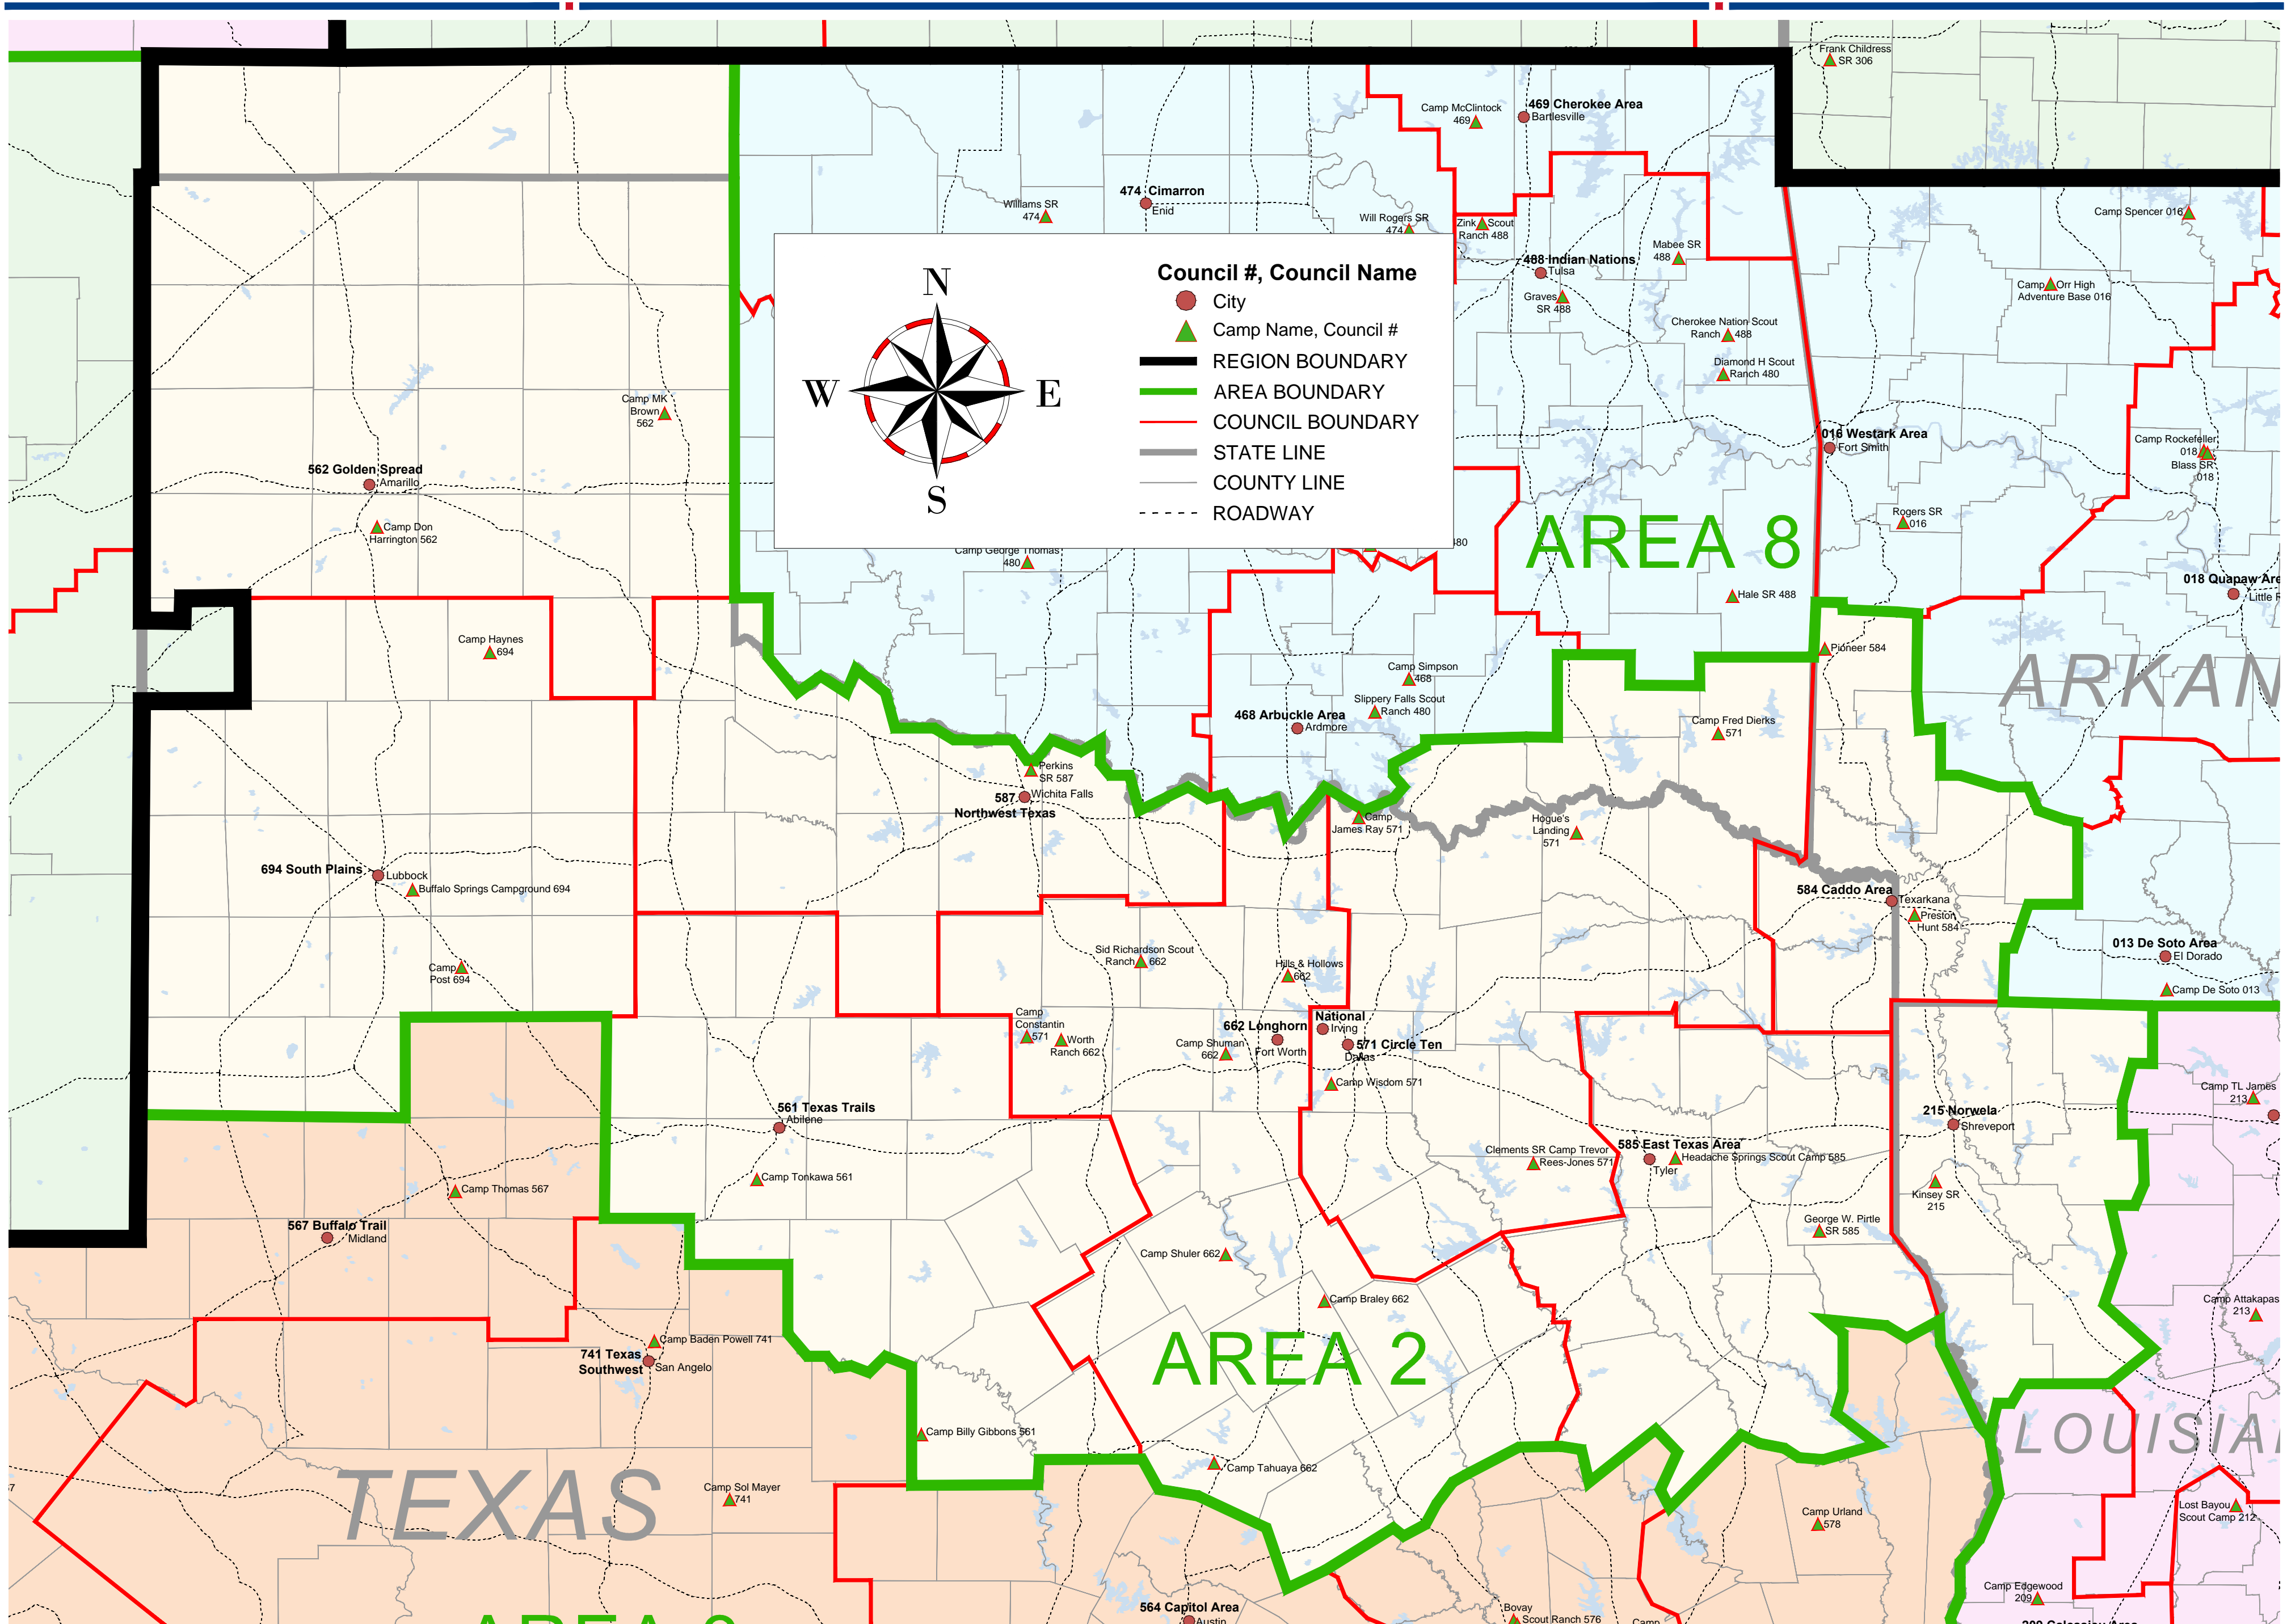 Frank Childress
SR 306
Camp McClintock
469
469 Cherokee Area
Bartlesville
474 Cimarron
Enid
Williams SR
474
Will Rogers SR
474
Zink Scout
Ranch 488
Camp Spencer 016
Mabee SR
488
488 Indian Nations
Tulsa
Graves
SR 488
Camp Orr High
Adventure Base 016
Cherokee Nation Scout
Ranch 488
Diamond H Scout
Ranch 480
N
W
E
S
Council #, Council Name
City
Camp Name, Council #
REGION BOUNDARY
AREA BOUNDARY
COUNCIL BOUNDARY
STATE LINE
COUNTY LINE
ROADWAY
Camp MK
Brown
562
016 Westark Area
Fort Smith
Camp Rockefeller
018
Blass SR
018
562 Golden Spread
Amarillo
Camp Don
Harrington 562
Rogers SR
016
AREA 8
480
Camp George Thomas
480
Hale SR 488
018 Quapaw Are
Little R
Camp Haynes
694
Pioneer 584
ARKAN
Camp Simpson
468
Slippery Falls Scout
Ranch 480
468 Arbuckle Area
Ardmore
Camp Fred Dierks
571
Perkins
SR 587
587
Wichita Falls
Northwest Texas
Camp
James Ray 571
Hogue's
Landing
571
694 South Plains
Lubbock
Buffalo Springs Campground 694
584 Caddo Area
Texarkana
Preston
Hunt 584
013 De Soto Area
El Dorado
Camp De Soto 013
Camp
Post 694
Sid Richardson Scout
Ranch 662
Hills & Hollows
662
Camp
Constantin
571
Worth
Ranch 662
National
Irving
662 Longhorn
Fort Worth
Camp Shuman
662
571 Circle Ten
Dallas
Camp Wisdom 571
Camp TL James
213
561 Texas Trails
Abilene
215 Norwela
Shreveport
Clements SR Camp Trevor
Rees-Jones 571
585 East Texas Area
Tyler
Headache Springs Scout Camp 585
Camp Tonkawa 561
Camp Thomas 567
Kinsey SR
215
567 Buffalo Trail
Midland
George W. Pirtle
SR 585
Camp Shuler 662
Camp Braley 662
Camp Attakapas
213
Camp Baden Powell 741
741 Texas
Southwest
San Angelo
AREA 2
Camp Billy Gibbons 561
LOUISIA
Camp Tahuaya 662
TEXAS
Camp Sol Mayer
741
Lost Bayou
Scout Camp 212
Camp Urland
578
Camp Edgewood
209
564 Capitol Area
Austin
Bovay
Scout Ranch 576
Camp